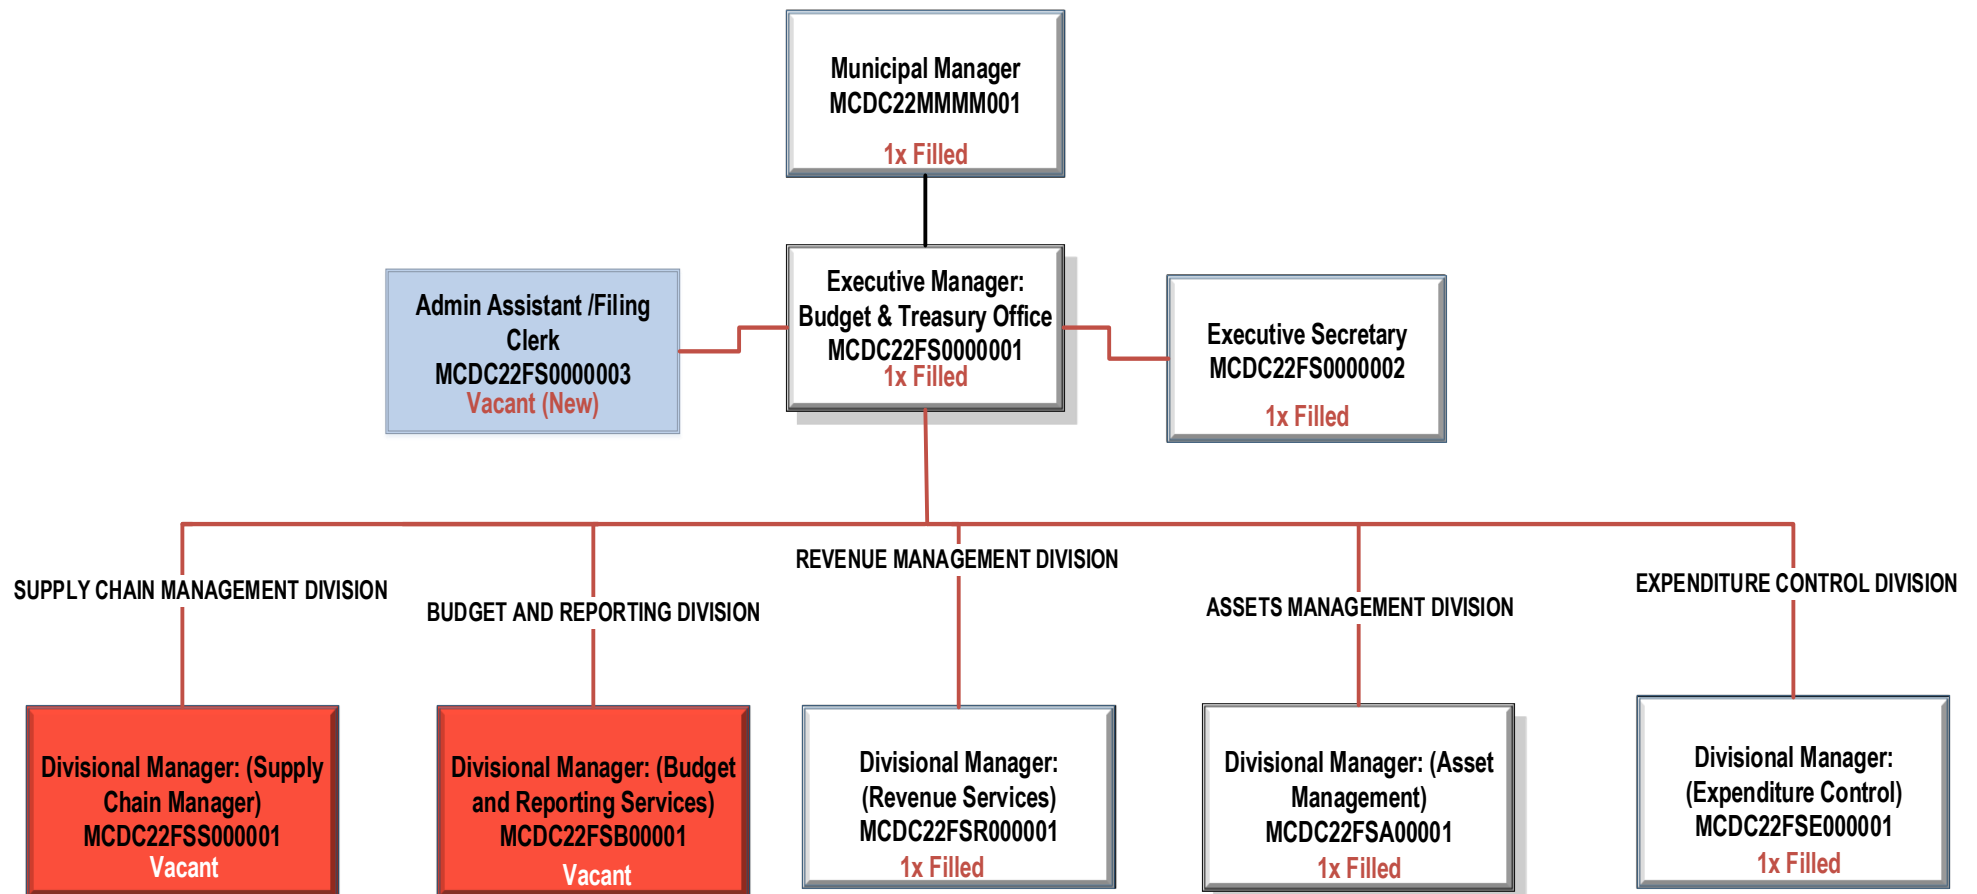 Municipal Manager
MCDC22MMMM001
1x Filled
Admin Assistant /Filing
Clerk
MCDC22FS0000003
Vacant (New)
Executive Manager:
Budget & Treasury Office
MCDC22FS0000001
1x Filled
Executive Secretary
MCDC22FS0000002
1x Filled
SUPPLY CHAIN MANAGEMENT DIVISION
BUDGET AND REPORTING DIVISION
REVENUE MANAGEMENT DIVISION
ASSETS MANAGEMENT DIVISION
EXPENDITURE CONTROL DIVISION
Divisional Manager: (Supply
Chain Manager)
MCDC22FSS000001
Vacant
Divisional Manager: (Budget
and Reporting Services)
MCDC22FSB00001
Vacant
Divisional Manager:
(Revenue Services)
MCDC22FSR000001
1x Filled
Divisional Manager: (Asset
Management)
MCDC22FSA00001
1x Filled
Divisional Manager:
(Expenditure Control)
MCDC22FSE000001
1x Filled